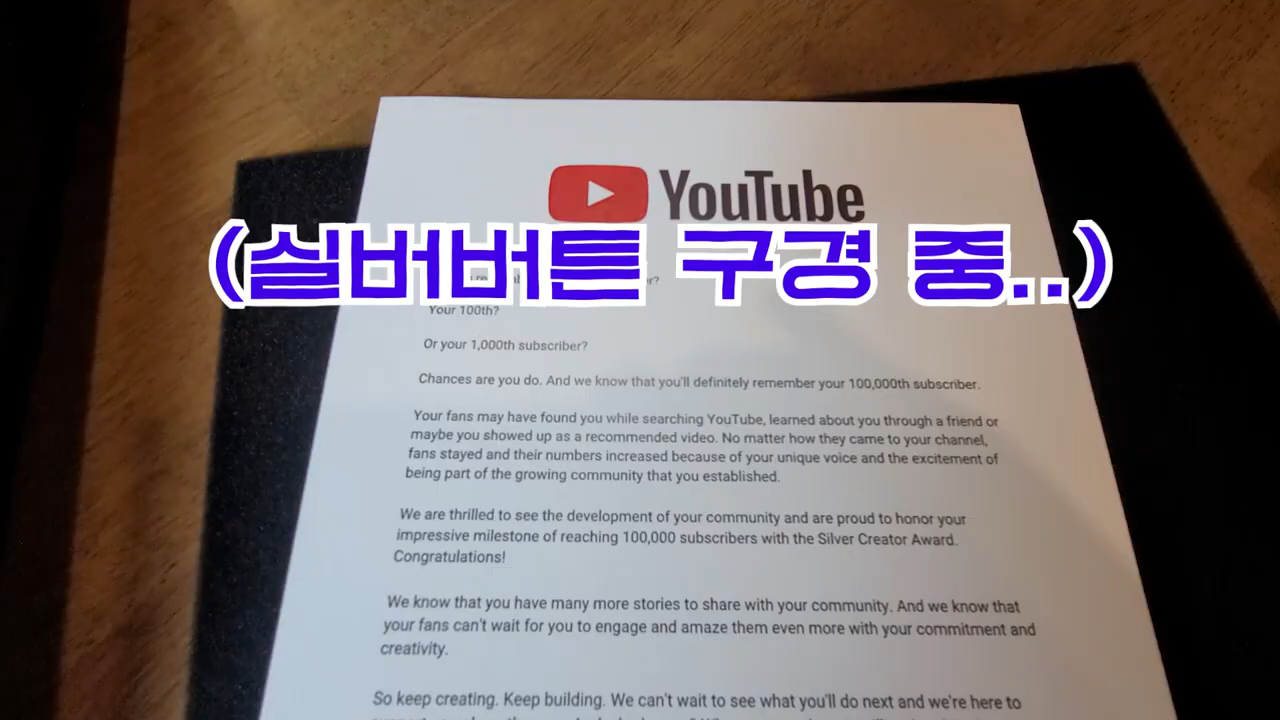 YouTube
(실버버튼 구경 중..)
Your 100th?
Or your 1,000th subscriber?
Chances are you do. And we know that you'll definitely remember your 100,000th subscriber.
Your fans may have found you while searching YouTube, learned about you through a friend or
maybe you showed up as a recommended video. No matter how they came to your channel,
fans stayed and their numbers increased because of your unique voice and the excitement of
being part of the growing community that you established.
We are thrilled to see the development of your community and are proud to honor your
impressive milestone of reaching 100,000 subscribers with the Silver Creator Award.
Congratulations!
We know that you have many more stories to share with your community. And we know that
your fans can't wait for you to engage and amaze them even more with your commitment and
creativity.
So keep creating. Keep building. We can't wait to see what you'll do next and we're here to